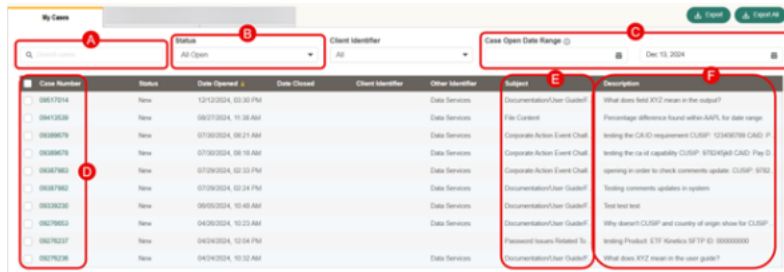 My Cases
Export
Export All
A
B
C
Status
Client Identifier
Case Open Date Range
Search cases
All Open
All
Dec 13, 2024
Case Number Status Date Opened Date Closed Client Identifier Other Identifier Subject Description
E
F
09517014 New 12/12/2024, 03:30 PM Data Services Documentation/User Guide/F... What does field XYZ mean in the output?
09413539 New 08/27/2024, 11:38 AM Data Services File Content Percentage difference found within AAPL for date range
09389679 New 07/30/2024, 08:21 AM Data Services Corporate Action Event Chall... testing the CA ID requirement CUSIP: 123456789 CAID: P...
09389678 New 07/30/2024, 08:18 AM Data Services Corporate Action Event Chall... testing the ca id capability CUSIP: 978245jk8 CAID: Pay D...
09387983 New 07/29/2024, 02:33 PM Data Services Corporate Action Event Chall... opening in order to check comments update. CUSIP: 9782...
D
09387982 New 07/29/2024, 02:24 PM Data Services Documentation/User Guide/F... Testing comments updates in system
09339230 New 06/05/2024, 10:48 AM Data Services Documentation/User Guide/F... Test test text
09276653 New 04/26/2024, 10:23 AM Data Services Documentation/User Guide/F... Why doesn't CUSIP and country of origin show for CUSIP...
09276237 New 04/24/2024, 12:04 PM Password Issues Related To... testing Product: ETF Kinetics SFTP ID: 000000000
09276236 New 04/24/2024, 10:32 AM Data Services Documentation/User Guide/F... What does XYZ mean in the user guide?